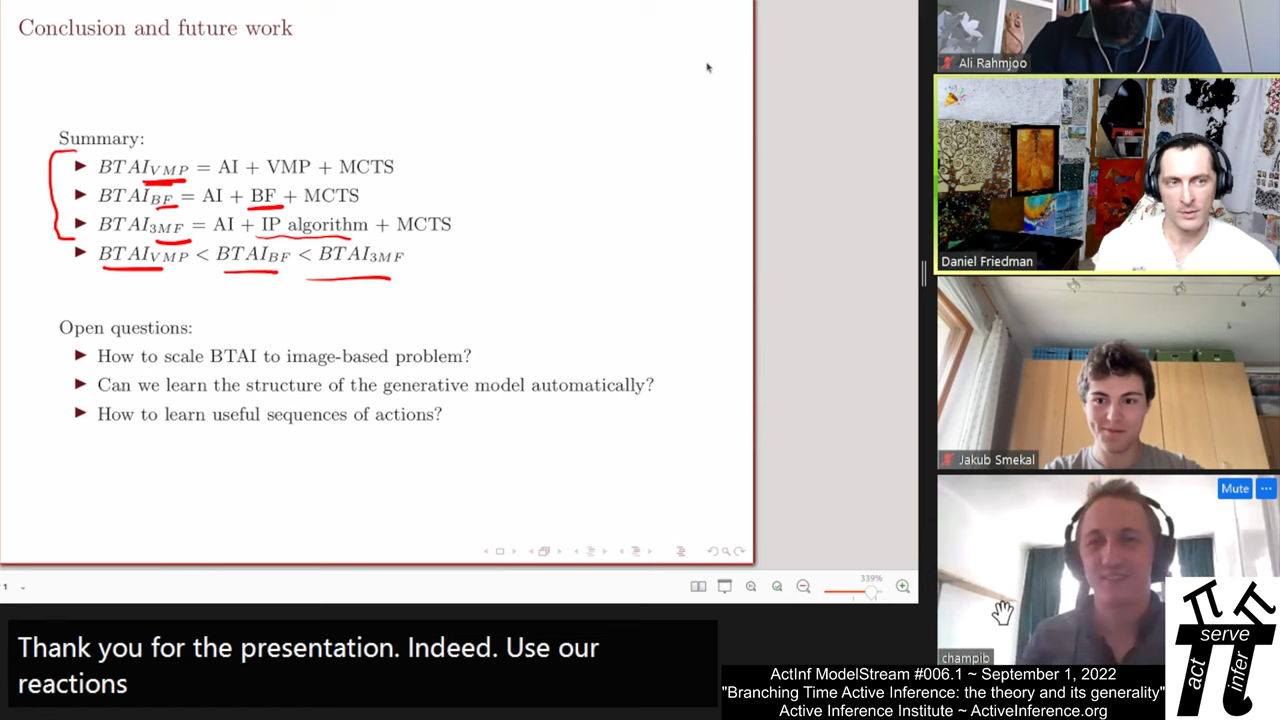 Conclusion and future work
Summary:
BTAI_VMP = AI + VMP + MCTS
BTAI_BF = AI + BF + MCTS
BTAI_3MF = AI + IP algorithm + MCTS
BTAI_VMP < BTAI_BF < BTAI_3MF
Open questions:
How to scale BTAI to image-based problem?
Can we learn the structure of the generative model automatically?
How to learn useful sequences of actions?
1
339%
Thank you for the presentation. Indeed. Use our
reactions
Ali Rahmjoo
Daniel Friedman
Jakub Smekal
Mute
champib
ActInf ModelStream #006.1 ~ September 1, 2022
"Branching Time Active Inference: the theory and its generality"
Active Inference Institute ~ ActiveInference.org
serve
act
infer